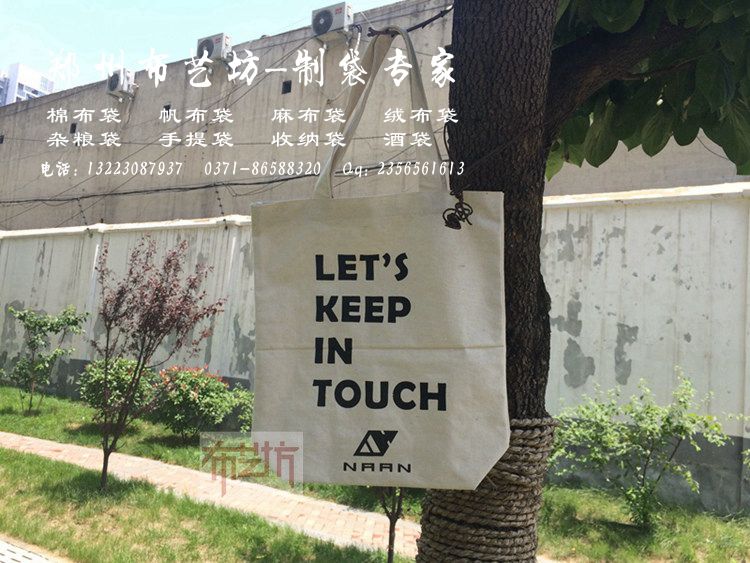 郑州布艺坊-制袋专家
棉布袋 帆布袋 麻布袋 绒布袋
杂粮袋 手提袋 收纳袋 酒袋
电话：13223087937 0371-86588320 Qq：2356561613
LET'S
KEEP
IN
TOUCH
NAAN
布艺坊